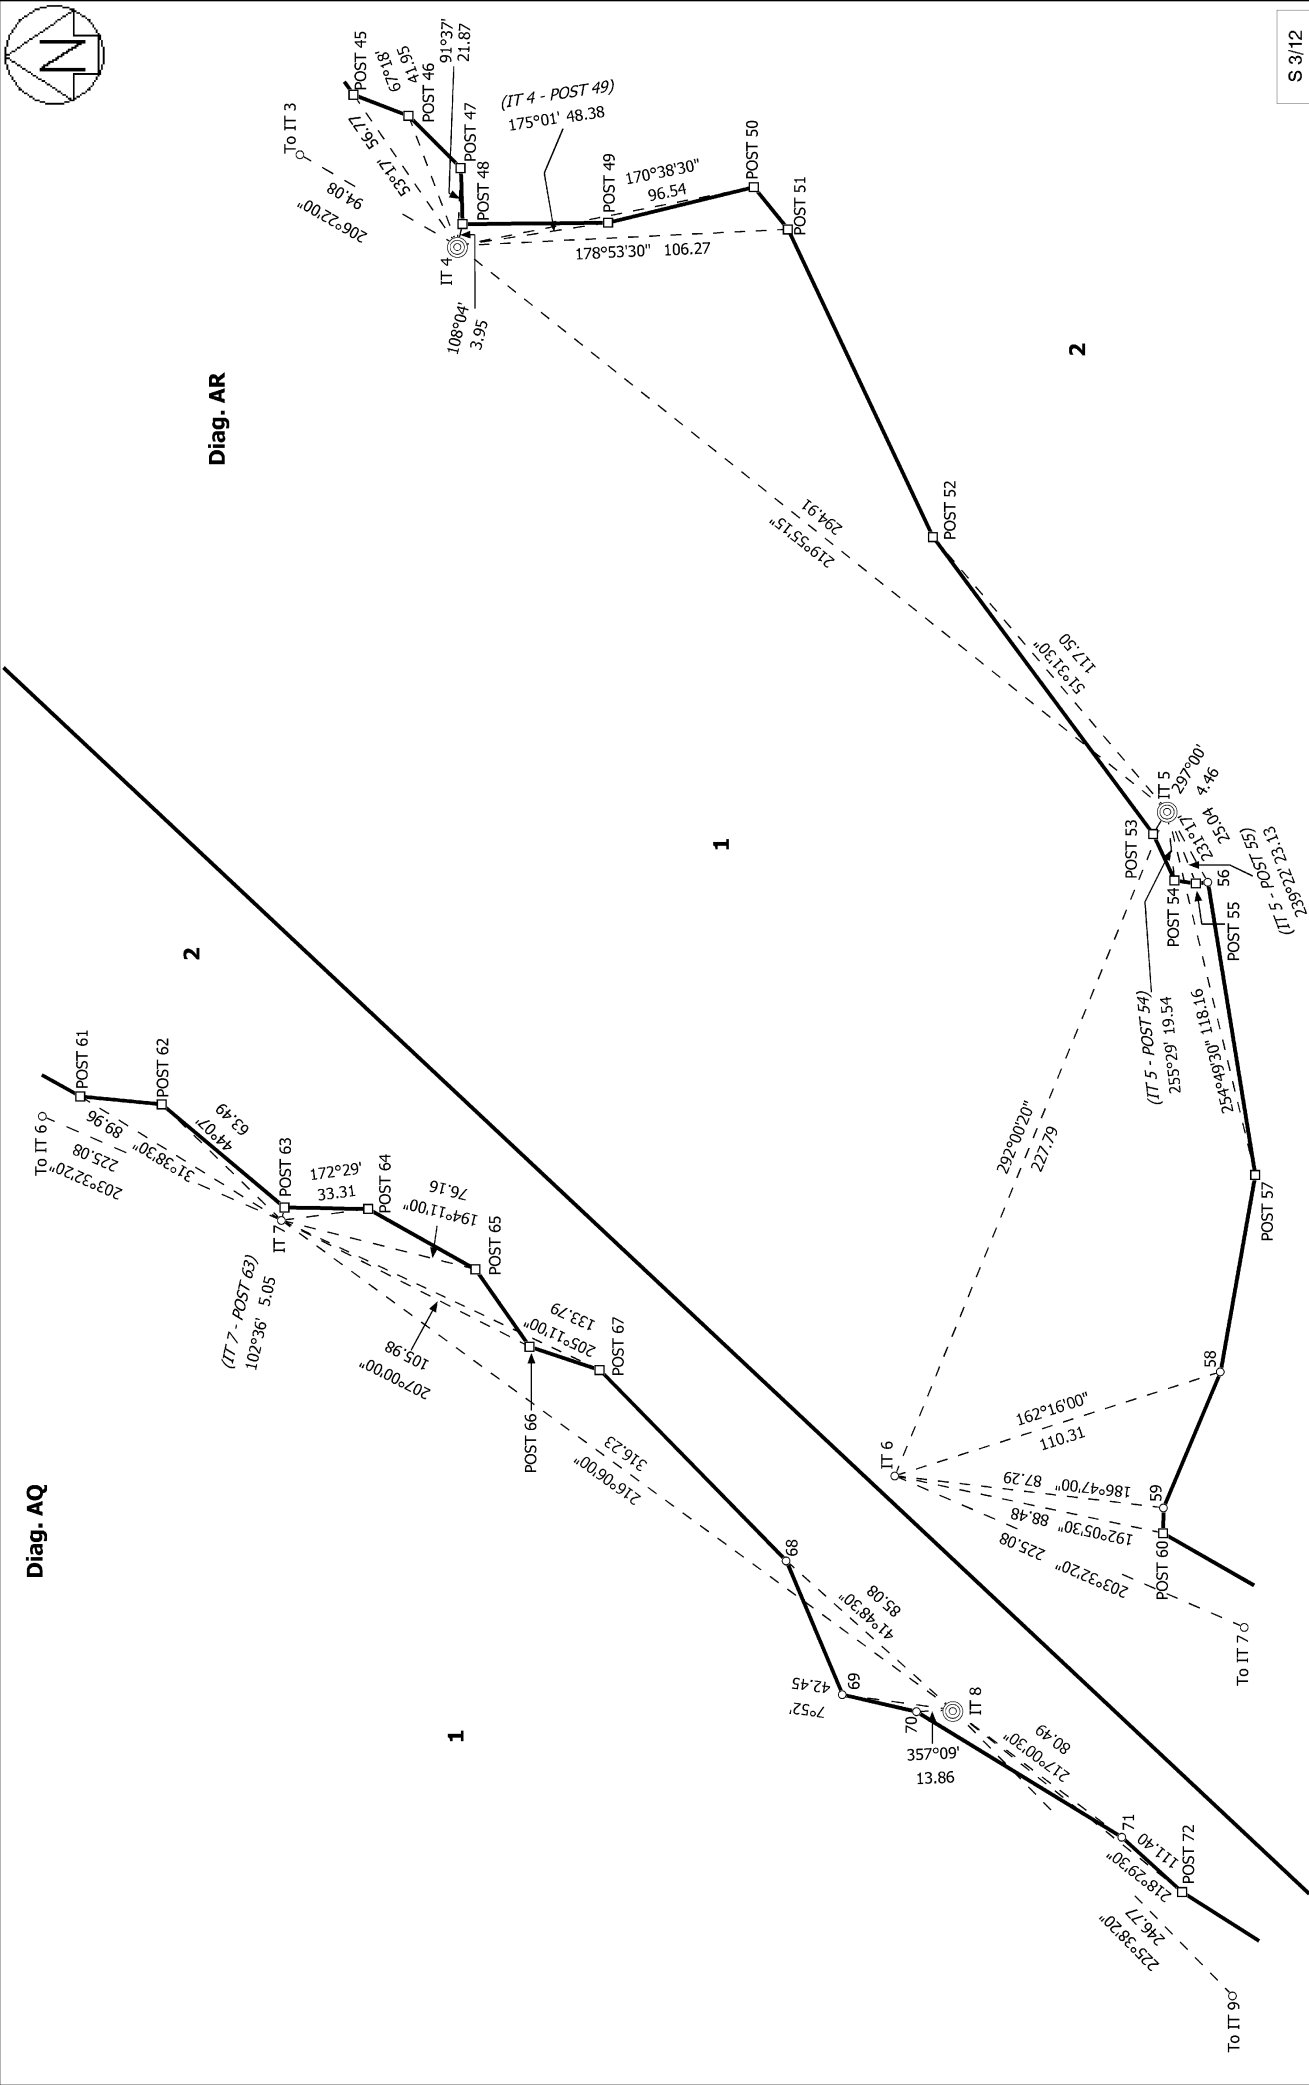 N
POST 45
67°18'
41.95
POST 46
91°37'
21.87
To IT 3
53°17' 56.77
POST 47
(IT 4 - POST 49)
175°01' 48.38
94.08
206°22'00"
POST 48
POST 49
170°38'30"
96.54
POST 50
POST 51
IT 4
178°53'30" 106.27
108°04'
3.95
Diag. AR
2
POST 52
294.91
219°55'15"
51°31'30"
117.50
1
POST 53
IT 5
297°00'
4.46
231°17'
25.04
(IT 5 - POST 55)
239°22' 23.13
POST 54
56
POST 55
(IT 5 - POST 54)
255°29' 19.54
254°49'30" 118.16
292°00'20"
227.79
POST 57
58
162°16'00"
110.31
IT 6
87.29
186°47'00"
59
88.48
192°05'30"
POST 60
225.08
203°32'20"
To IT 7
2
POST 61
POST 62
To IT 6
89.96
31°38'30"
225.08
203°32'20"
44°07'
63.49
POST 63
172°29'
33.31
POST 64
IT 7
76.16
194°11'00"
POST 65
(IT 7 - POST 63)
102°36' 5.05
133.79
205°11'00"
POST 67
105.98
207°00'00"
POST 66
316.23
216°06'00"
Diag. AQ
68
41°48'30"
85.08
42.45
7°52'
69
70
IT 8
357°09'
13.86
1
217°00'30"
80.49
71
111.40
218°29'30"
POST 72
246.77
225°38'20"
To IT 9
S 3/12